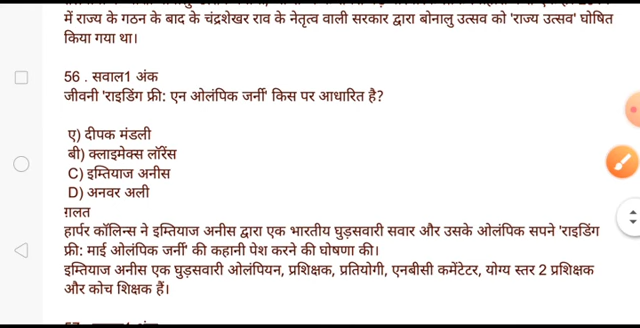 में राज्य के गठन के बाद के चंद्रशेखर राव के नेतृत्व वाली सरकार द्वारा बोनालु उत्सव को 'राज्य उत्सव' घोषित
किया गया था।
56 . सवाल1 अंक
जीवनी 'राइडिंग फ्री: एन ओलंपिक जर्नी' किस पर आधारित है?
ए) दीपक मंडली
बी) क्लाइमेक्स लॉरेंस
C) इम्तियाज अनीस
D) अनवर अली
ग़लत
हार्पर कॉलिन्स ने इम्तियाज अनीस द्वारा एक भारतीय घुड़सवारी सवार और उसके ओलंपिक सपने 'राइडिंग
फ्री: माई ओलंपिक जर्नी' की कहानी पेश करने की घोषणा की।
इम्तियाज अनीस एक घुड़सवारी ओलंपियन, प्रशिक्षक, प्रतियोगी, एनबीसी कमेंटेटर, योग्य स्तर 2 प्रशिक्षक
और कोच शिक्षक हैं।